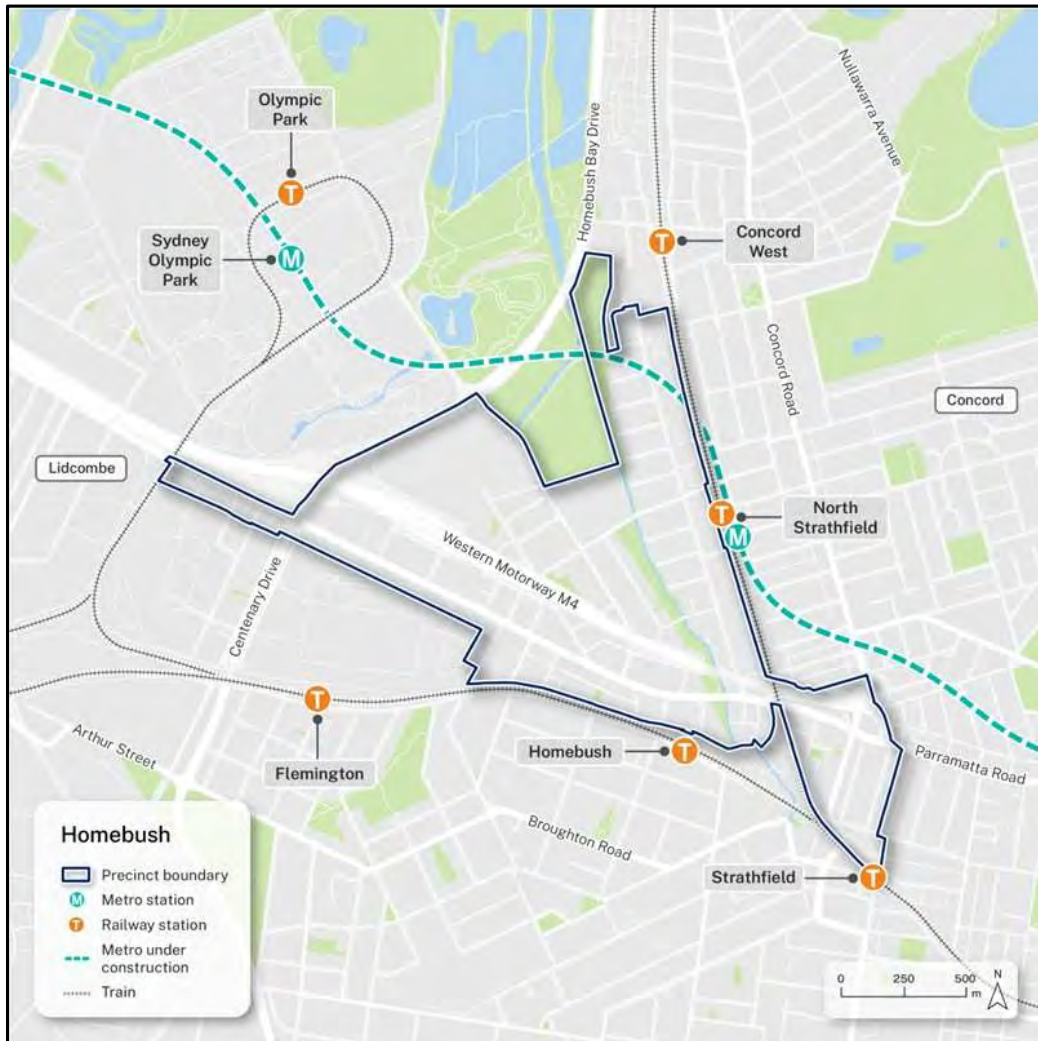 Nullawarra Avenue
Olympic
Park
T
Homebush Bay Drive
T
Concord
West
Sydney
Olympic
Park
M
Concord Road
Concord
Lidcombe
T
North
Strathfield
M
Western Motorway M4
Centenary Drive
T
Flemington
Arthur Street
Homebush
T
Parramatta Road
Broughton Road
Strathfield
T
Homebush
Precinct boundary
M
Metro station
T
Railway station
Metro under
construction
Train
0 250 500
m
N